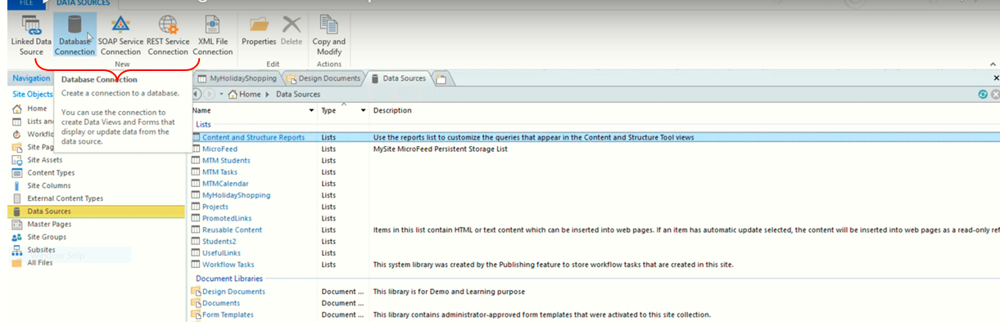 FILE DATA SOURCES
Linked Data Source
Database Connection
SOAP Service Connection
REST Service Connection
XML File Connection
Properties
Delete
Copy and Modify
New
Edit
Actions
Navigation
MyHolidayShopping
Design Documents
Data Sources
Database Connection
Create a connection to a database.
You can use the connection to
create Data Views and Forms that
display or update data from the
data source.
Site Objects
Home
Lists an
Workflo
Site Pag
Site Assets
Content Types
Site Columns
External Content Types
Data Sources
Master Pages
Site Groups
Subsites
All Files
Window Snip
Home Data Sources
Name Type Description
Lists
Content and Structure Reports Lists Use the reports list to customize the queries that appear in the Content and Structure Tool views
MicroFeed Lists MySite MicroFeed Persistent Storage List
MTM Students Lists
MTM Tasks Lists
MTMCalendar Lists
MyHolidayShopping Lists
Projects Lists
PromotedLinks Lists
Reusable Content Lists Items in this list contain HTML or text content which can be inserted into web pages. If an item has automatic update selected, the content will be inserted into web pages as a read-only ref
Students2 Lists
UsefulLinks Lists
Workflow Tasks Lists This system library was created by the Publishing feature to store workflow tasks that are created in this site.
Document Libraries
Design Documents Document ... This library is for Demo and Learning purpose
Documents Document ...
Form Templates Document ... This library contains administrator-approved form templates that were activated to this site collection.